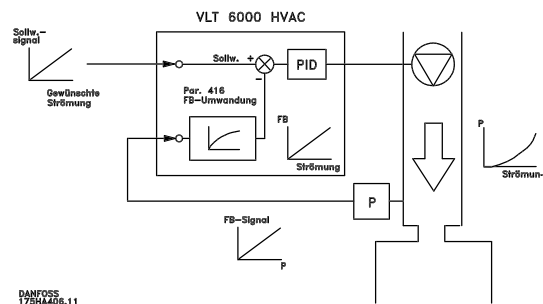 VLT 6000 HVAC
Sollw.-
signal
Gewünschte
Strömung
Sollw. +
-
PID
Par. 416
FB-Umwandung
FB
Strömung
P
Strömun-
P
FB-Signal
P
DANFOSS
175HA406.11